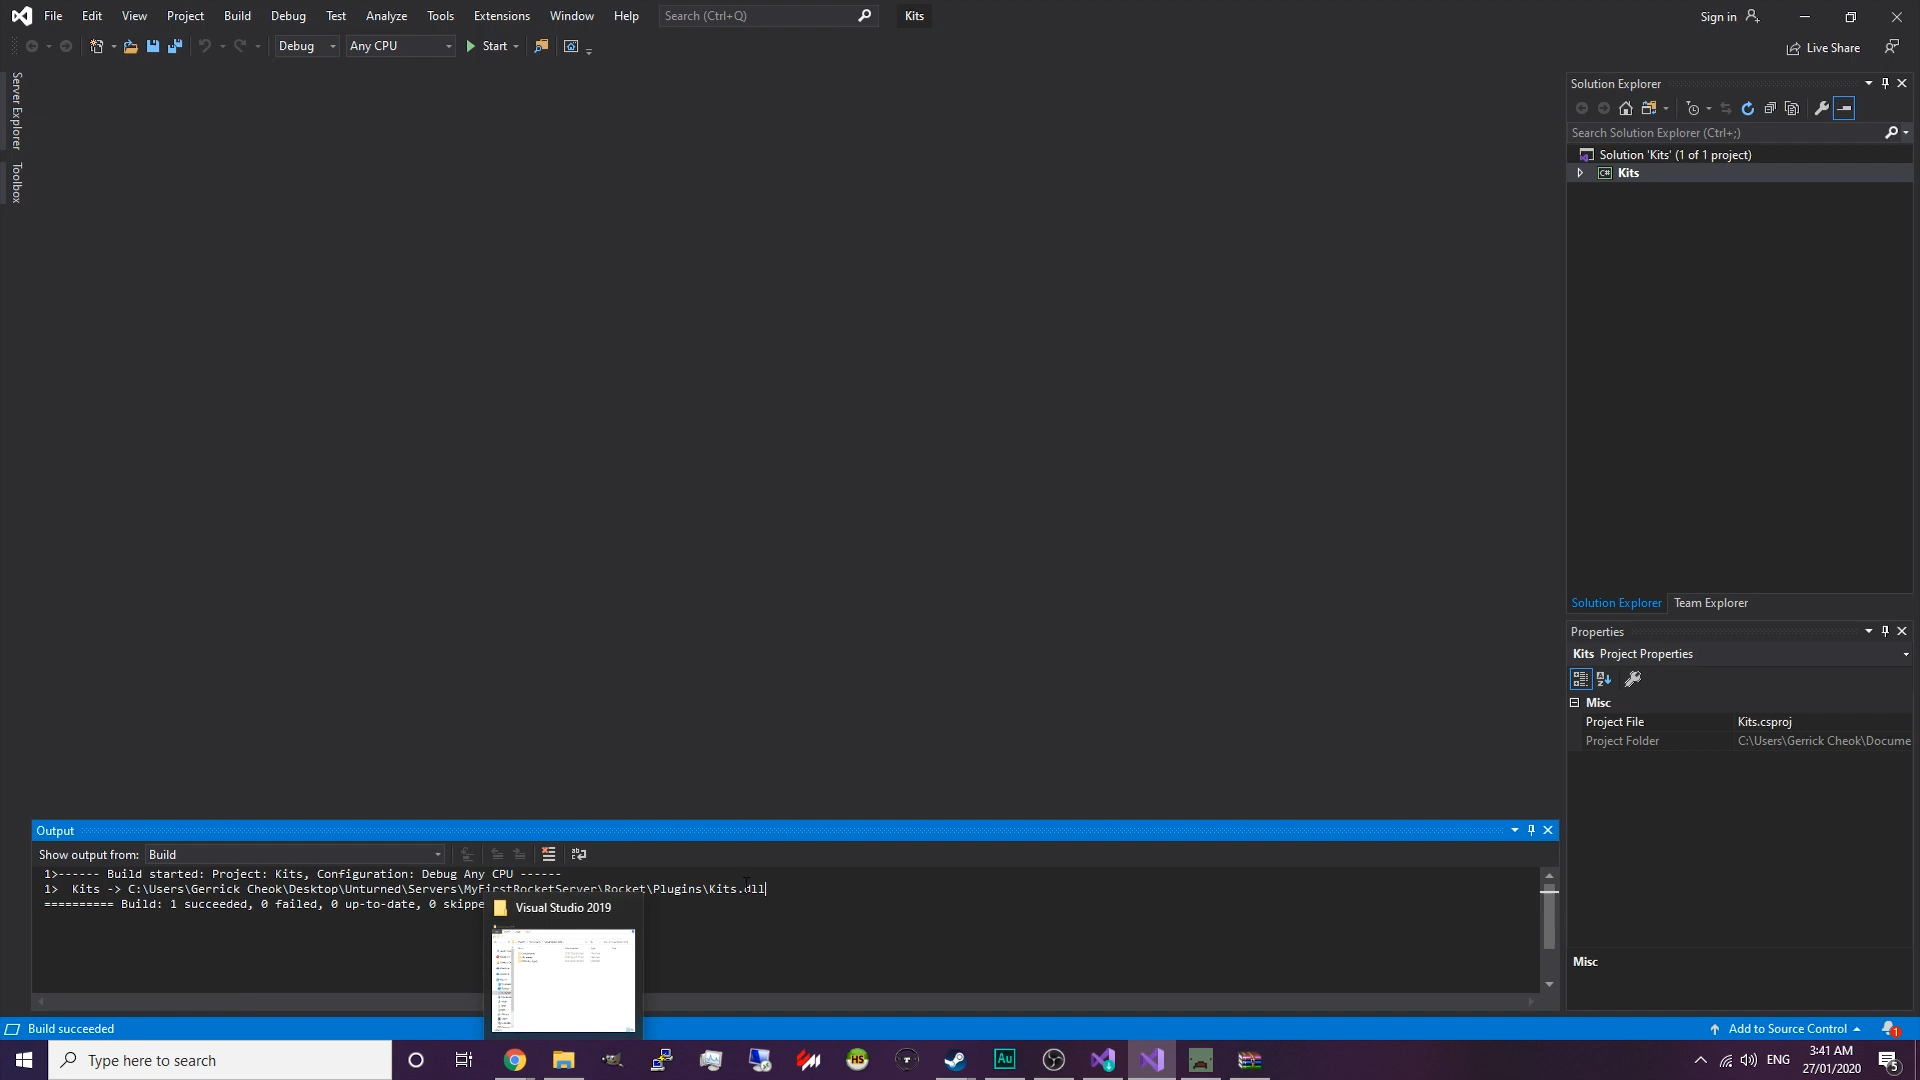 File Edit View Project Build Debug Test Analyze Tools Extensions Window Help Search (Ctrl+Q) Kits Sign in
Debug Any CPU Start Live Share
Server Explorer
Toolbox
Solution Explorer
Search Solution Explorer (Ctrl+;)
Solution 'Kits' (1 of 1 project)
C# Kits
Solution Explorer Team Explorer
Properties
Kits Project Properties
Misc
Project File Kits.csproj
Project Folder C:\Users\Gerrick Cheok\Docume
Misc
Output
Show output from: Build
1>------ Build started: Project: Kits, Configuration: Debug Any CPU ------
1>  Kits -> C:\Users\Gerrick Cheok\Desktop\Unturned\Servers\MyFirstRocketServer\Rocket\Plugins\Kits.dll
========== Build: 1 succeeded, 0 failed, 0 up-to-date, 0 skippe
Visual Studio 2019
Build succeeded Add to Source Control 1
Type here to search HS T Au ENG 3:41 AM 5
27/01/2020